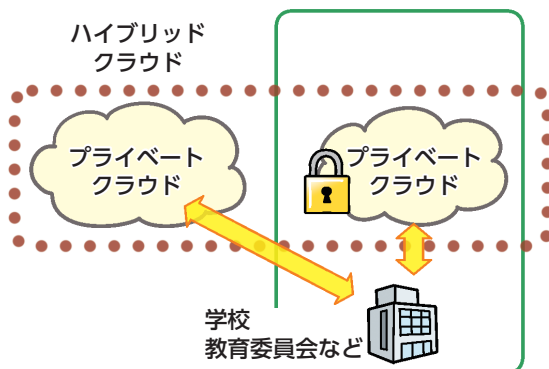 ハイブリッド
クラウド
プライベート
クラウド
プライベート
クラウド
学校
教育委員会など